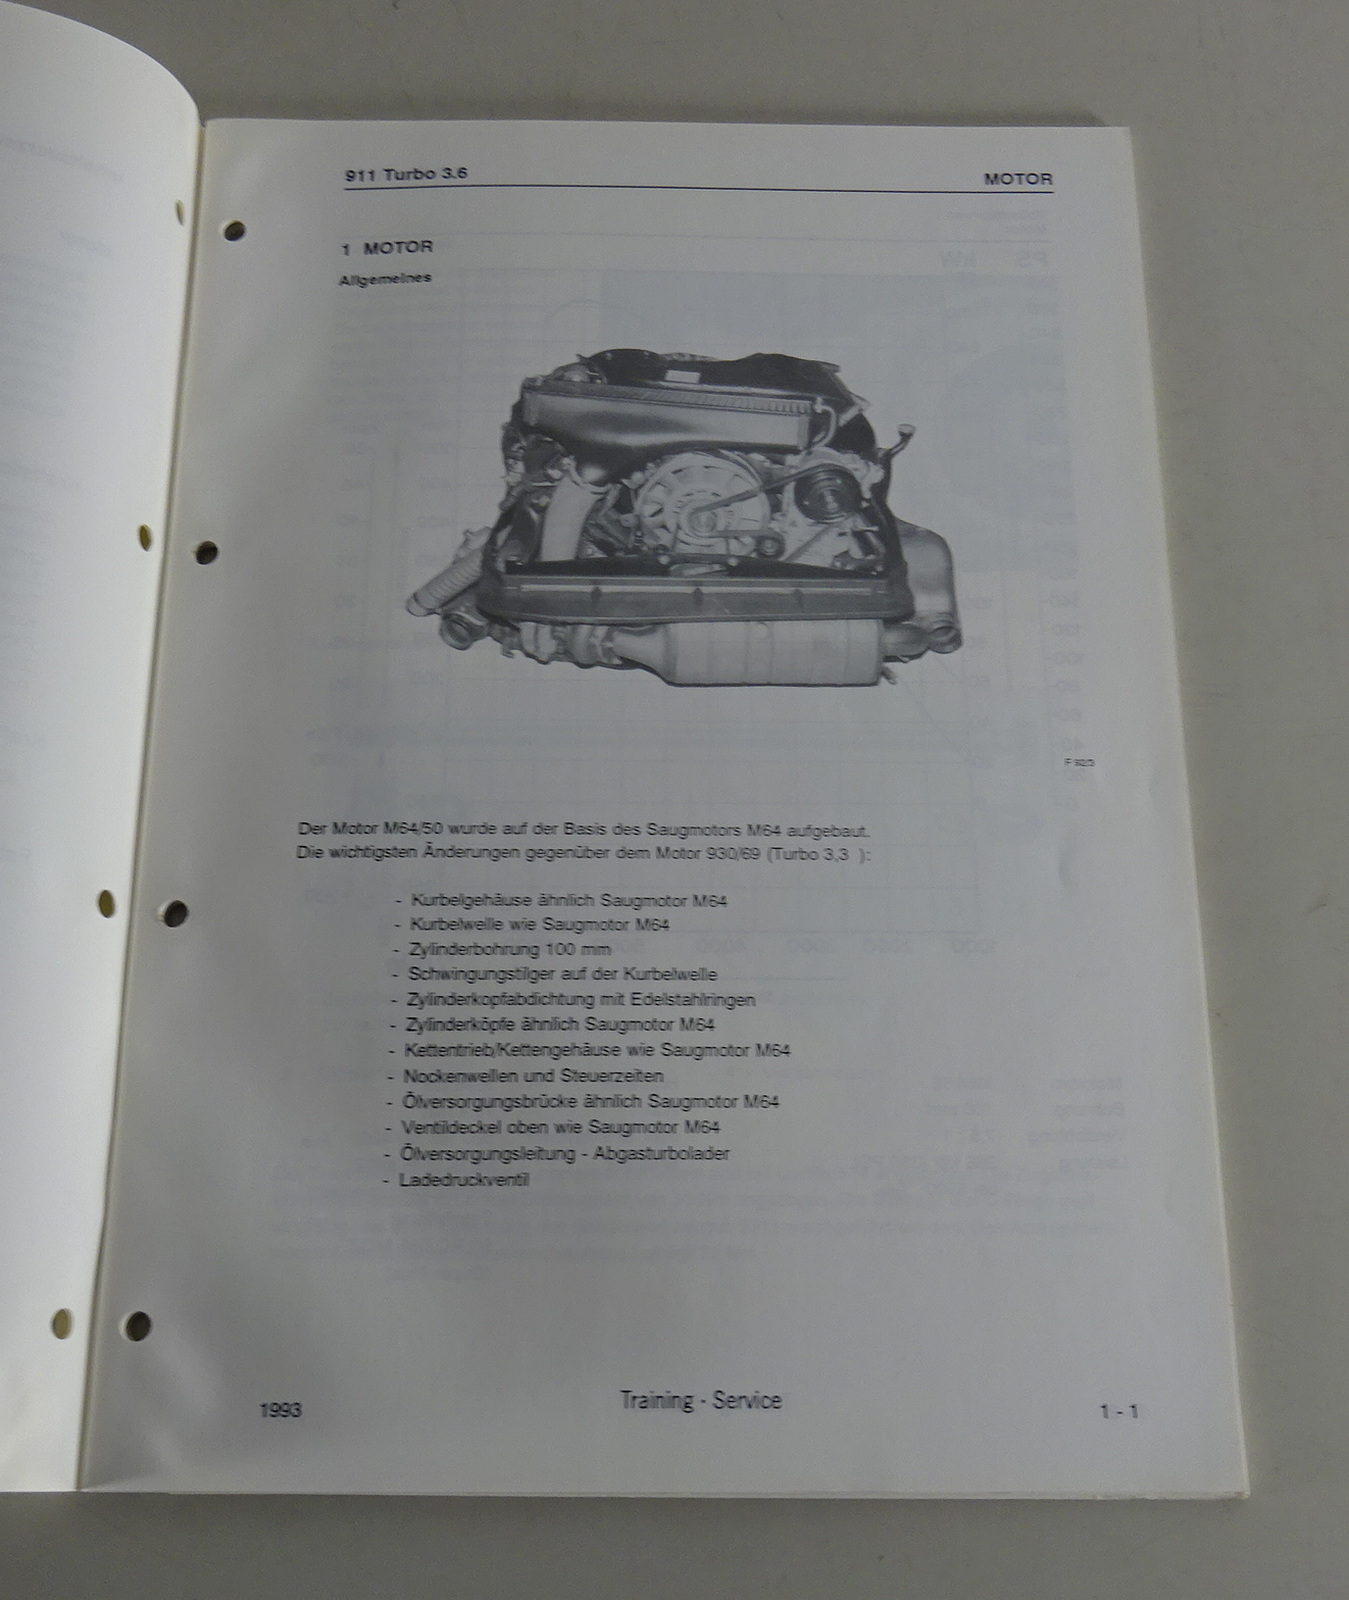 911 Turbo 3.6
MOTOR
1 MOTOR
Allgemeines
Der Motor M64/50 wurde auf der Basis des Saugmotors M64 aufgebaut.
Die wichtigsten Änderungen gegenüber dem Motor 930/69 (Turbo 3,3 ):
- Kurbelgehäuse ähnlich Saugmotor M64
- Kurbelwelle wie Saugmotor M64
- Zylinderbohrung 100 mm
- Schwingungstilger auf der Kurbelwelle
- Zylinderkopfabdichtung mit Edelstahlringen
- Zylinderköpfe ähnlich Saugmotor M64
- Kettentrieb/Kettengehäuse wie Saugmotor M64
- Nockenwellen und Steuerzeiten
- Ölversorgungsbrücke ähnlich Saugmotor M64
- Ventildeckel oben wie Saugmotor M64
- Ölversorgungsleitung - Abgasturbolader
- Ladedruckventil
1993
Training - Service
1 - 1